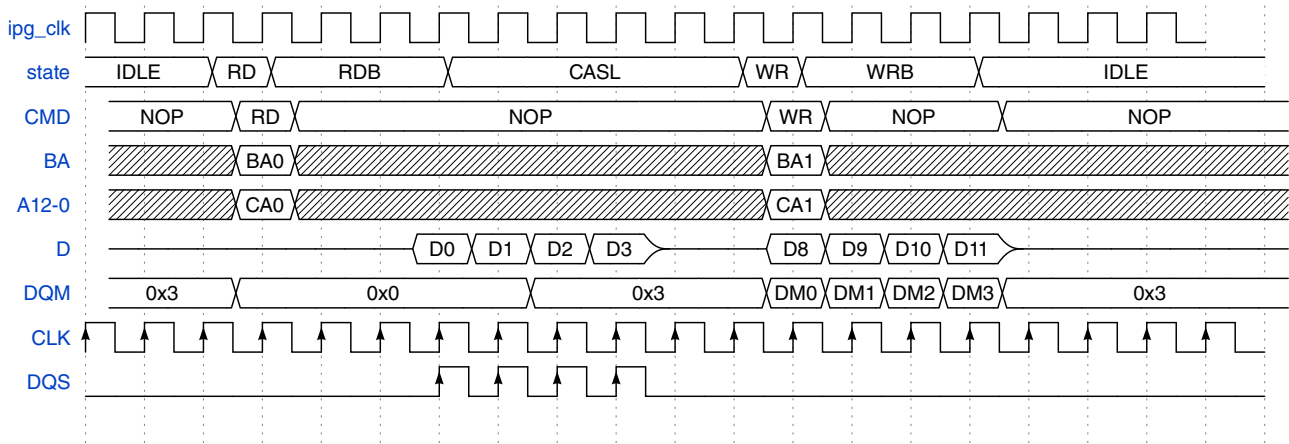 ipg_clk
state IDLE RD RDB CASL WR WRB IDLE
CMD NOP RD NOP WR NOP NOP
BA BA0 BA1
A12-0 CA0 CA1
D D0 D1 D2 D3 D8 D9 D10 D11
DQM 0x3 0x0 0x3 DM0 DM1 DM2 DM3 0x3
CLK
DQS